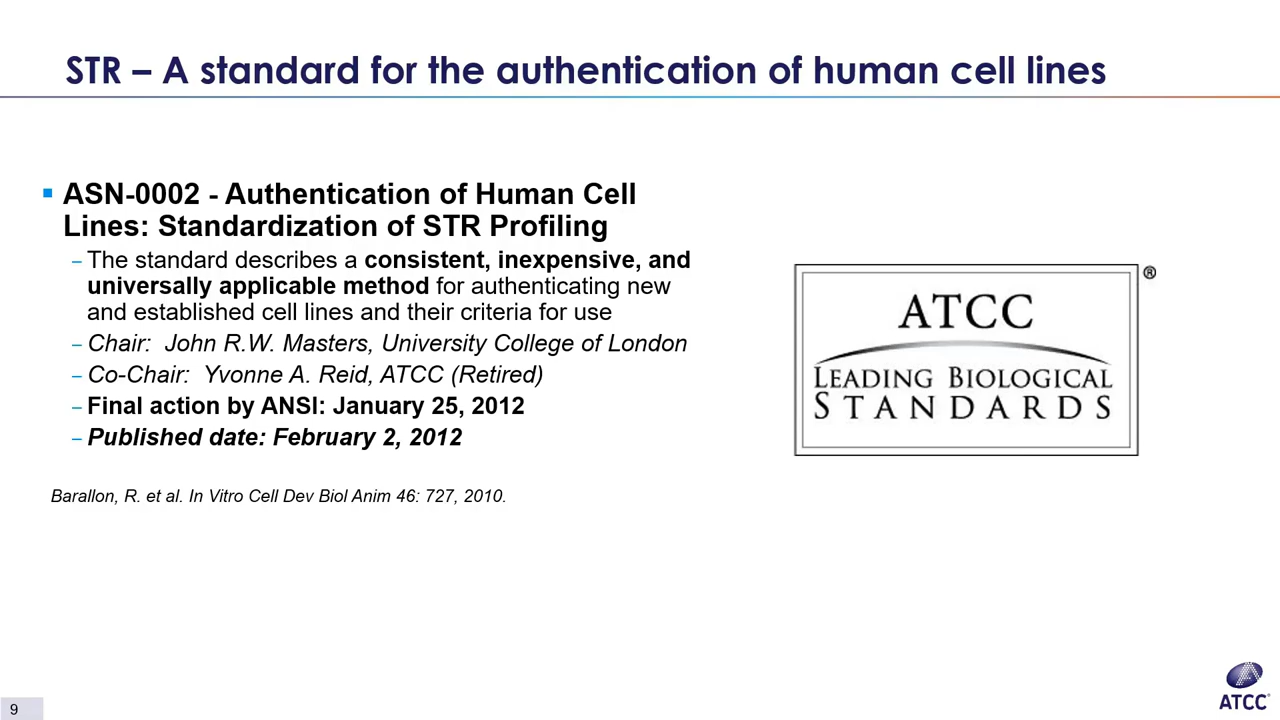 STR – A standard for the authentication of human cell lines
▪ ASN-0002 - Authentication of Human Cell
Lines: Standardization of STR Profiling
– The standard describes a consistent, inexpensive, and
universally applicable method for authenticating new
and established cell lines and their criteria for use
– Chair: John R.W. Masters, University College of London
– Co-Chair: Yvonne A. Reid, ATCC (Retired)
– Final action by ANSI: January 25, 2012
– Published date: February 2, 2012
Barallon, R. et al. In Vitro Cell Dev Biol Anim 46: 727, 2010.
®
ATCC
LEADING BIOLOGICAL
STANDARDS
ATCC®
9